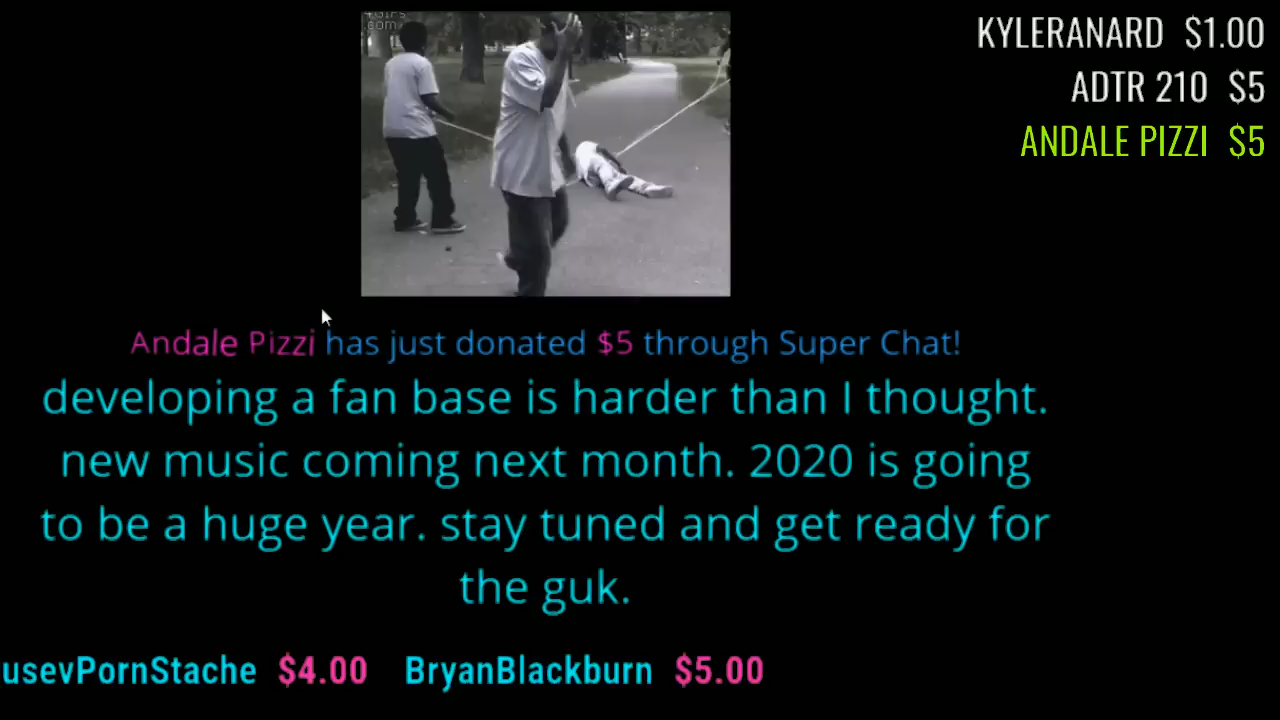 KYLERANARD $1.00
ADTR 210 $5
ANDALE PIZZI $5
Andale Pizzi has just donated $5 through Super Chat!
developing a fan base is harder than I thought.
new music coming next month. 2020 is going
to be a huge year. stay tuned and get ready for
the guk.
usevPornStache $4.00 BryanBlackburn $5.00